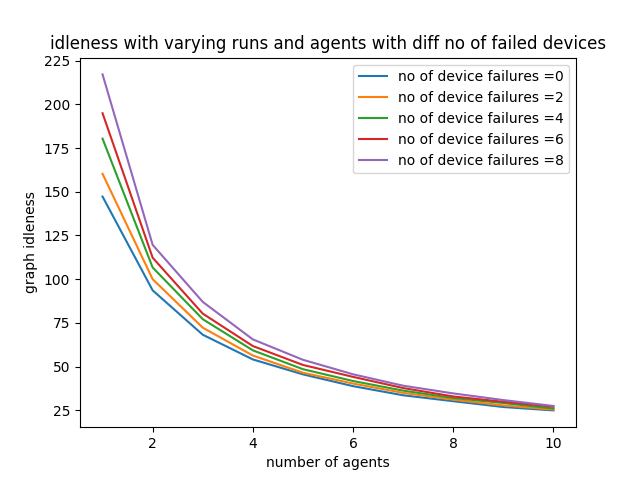 idleness with varying runs and agents with diff no of failed devices
225
200
175
150
125
100
75
50
25
graph idleness
no of device failures =0
no of device failures =2
no of device failures =4
no of device failures =6
no of device failures =8
2
4
6
8
10
number of agents